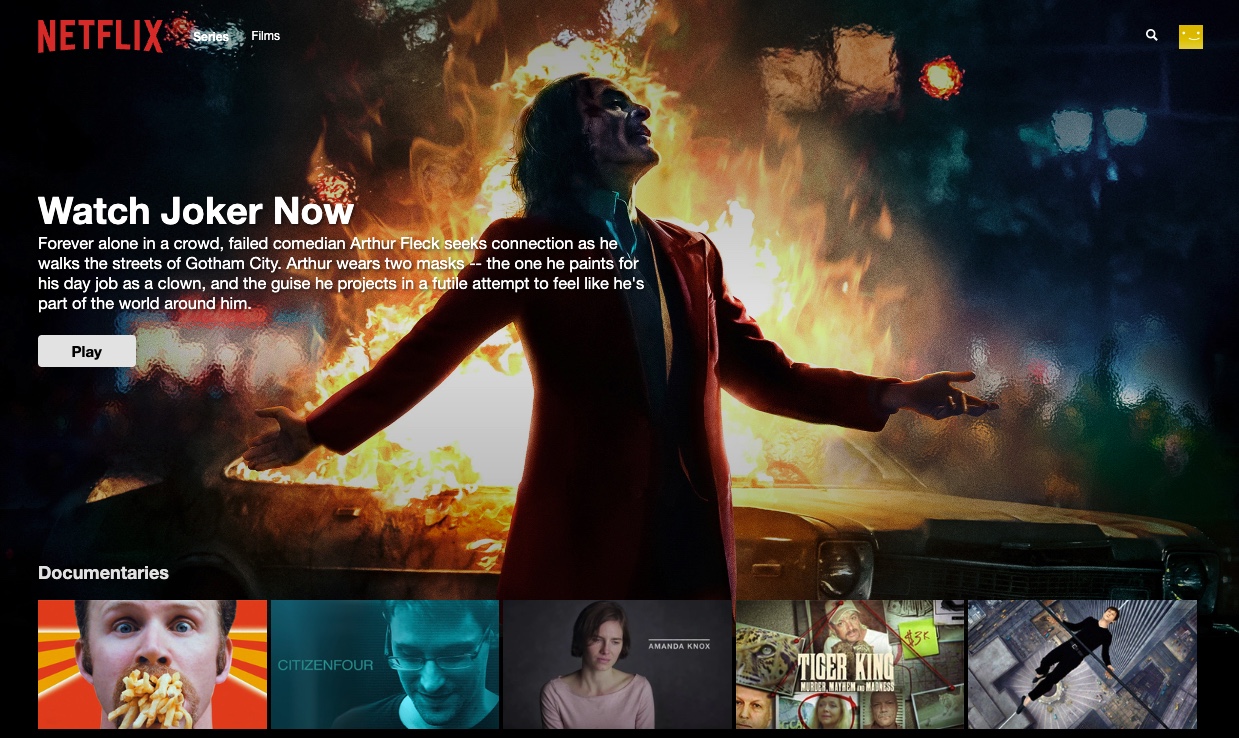 NETFLIX Series Films
Watch Joker Now
Forever alone in a crowd, failed comedian Arthur Fleck seeks connection as he
walks the streets of Gotham City. Arthur wears two masks -- the one he paints for
his day job as a clown, and the guise he projects in a futile attempt to feel like he's
part of the world around him.
Play
Documentaries
CITIZENFOUR
AMANDA KNOX
$3K
TIGER KING
MURDER, MAYHEM AND MADNESS